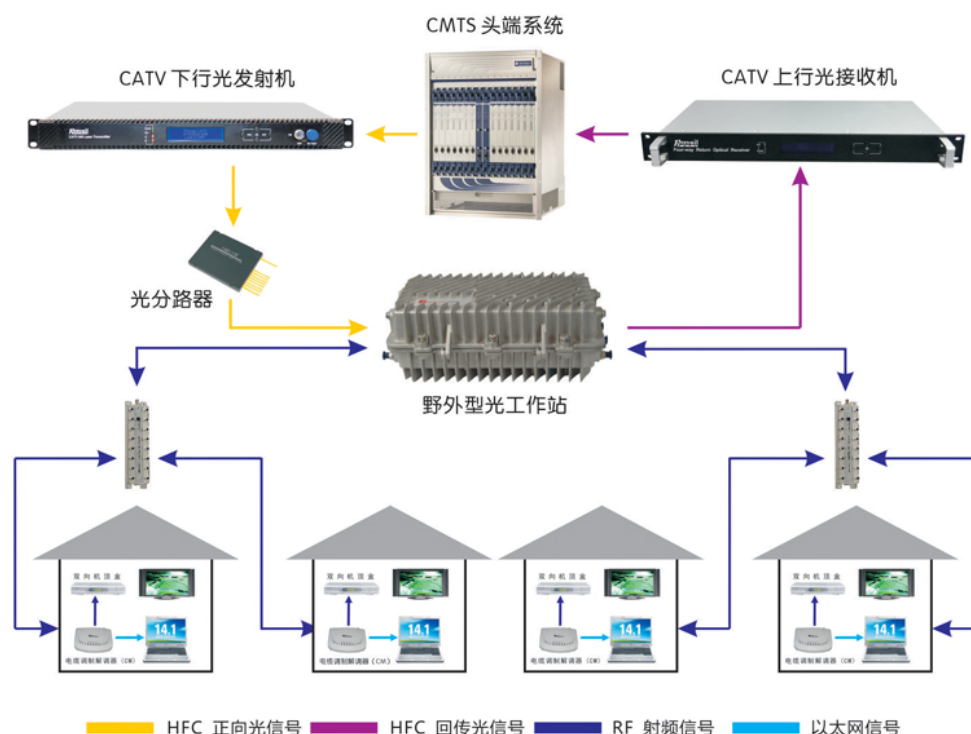 CMTS 头端系统
CATV 下行光发射机
CATV 上行光接收机
Four-way Return Optical Receiver
光分路器
野外型光工作站
双向机顶盒
14.1
电缆调制解调器(CM)
双向机顶盒
14.1
电缆调制解调器(CM)
双向机顶盒
14.1
电缆调制解调器(CM)
双向机顶盒
14.1
电缆调制解调器(CM)
HFC 正向光信号
HFC 回传光信号
RF 射频信号
以太网信号